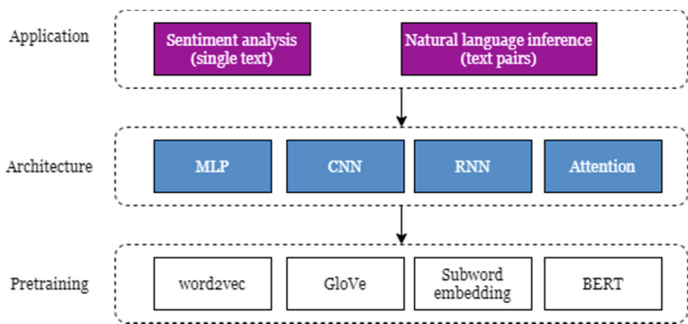 Application
Sentiment analysis
(single text)
Natural language inference
(text pairs)
Architecture
MLP
CNN
RNN
Attention
Pretraining
word2vec
GloVe
Subword
embedding
BERT